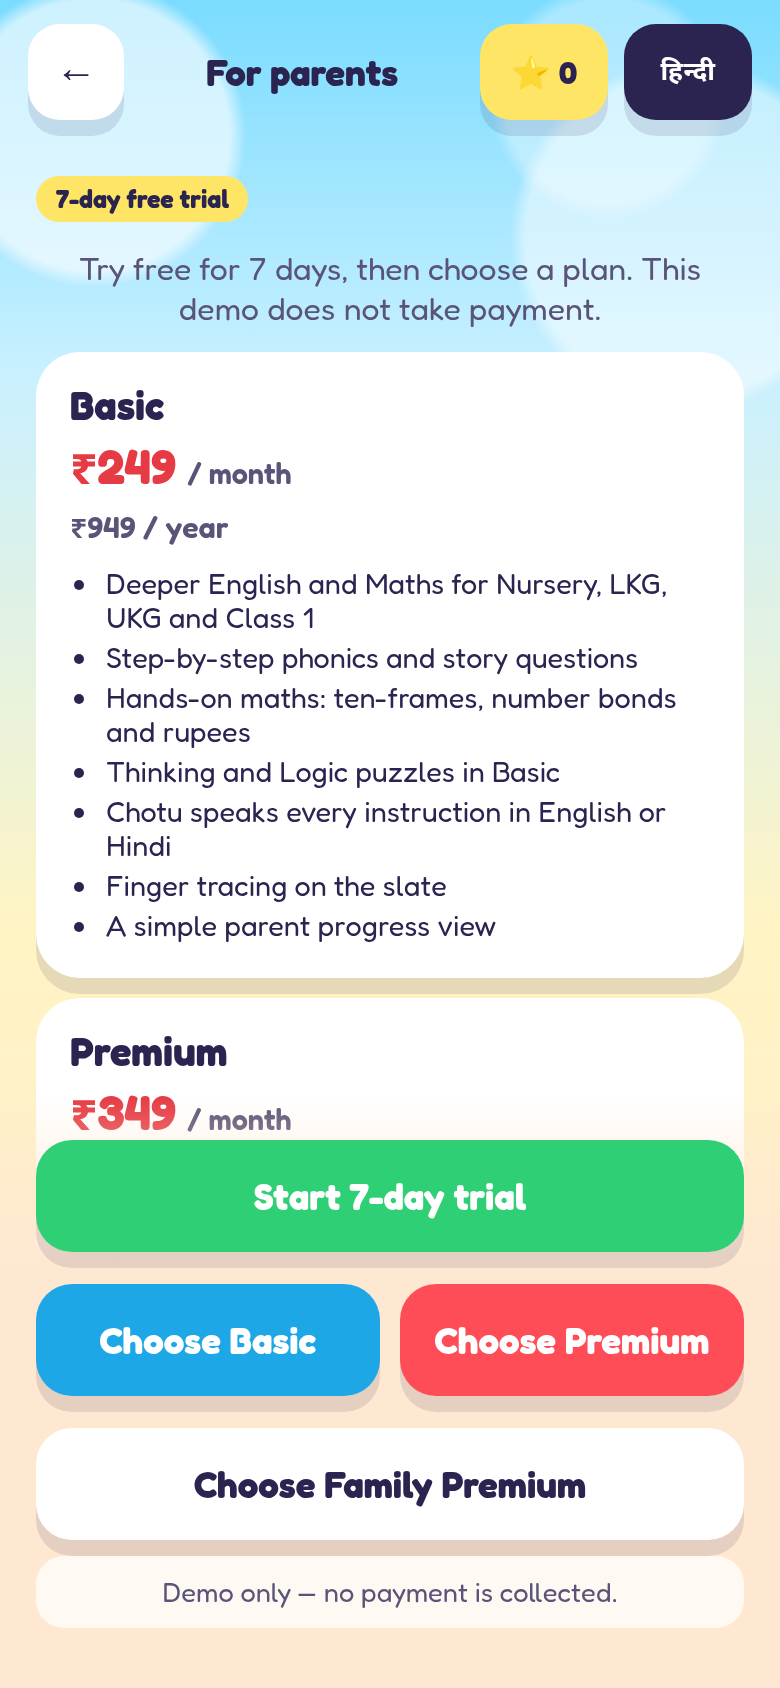 ←
For parents
⭐ 0
हिन्दी
7-day free trial
Try free for 7 days, then choose a plan. This
demo does not take payment.
Basic
₹249 / month
₹949 / year
• Deeper English and Maths for Nursery, LKG,
UKG and Class 1
• Step-by-step phonics and story questions
• Hands-on maths: ten-frames, number bonds
and rupees
• Thinking and Logic puzzles in Basic
• Chotu speaks every instruction in English or
Hindi
• Finger tracing on the slate
• A simple parent progress view
Premium
₹349 / month
Start 7-day trial
Choose Basic
Choose Premium
Choose Family Premium
Demo only — no payment is collected.